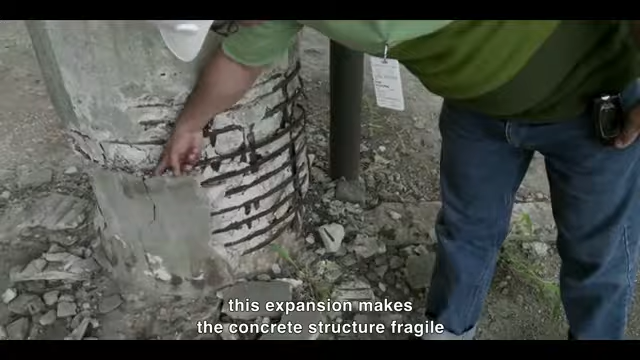 this expansion makes
the concrete structure fragile